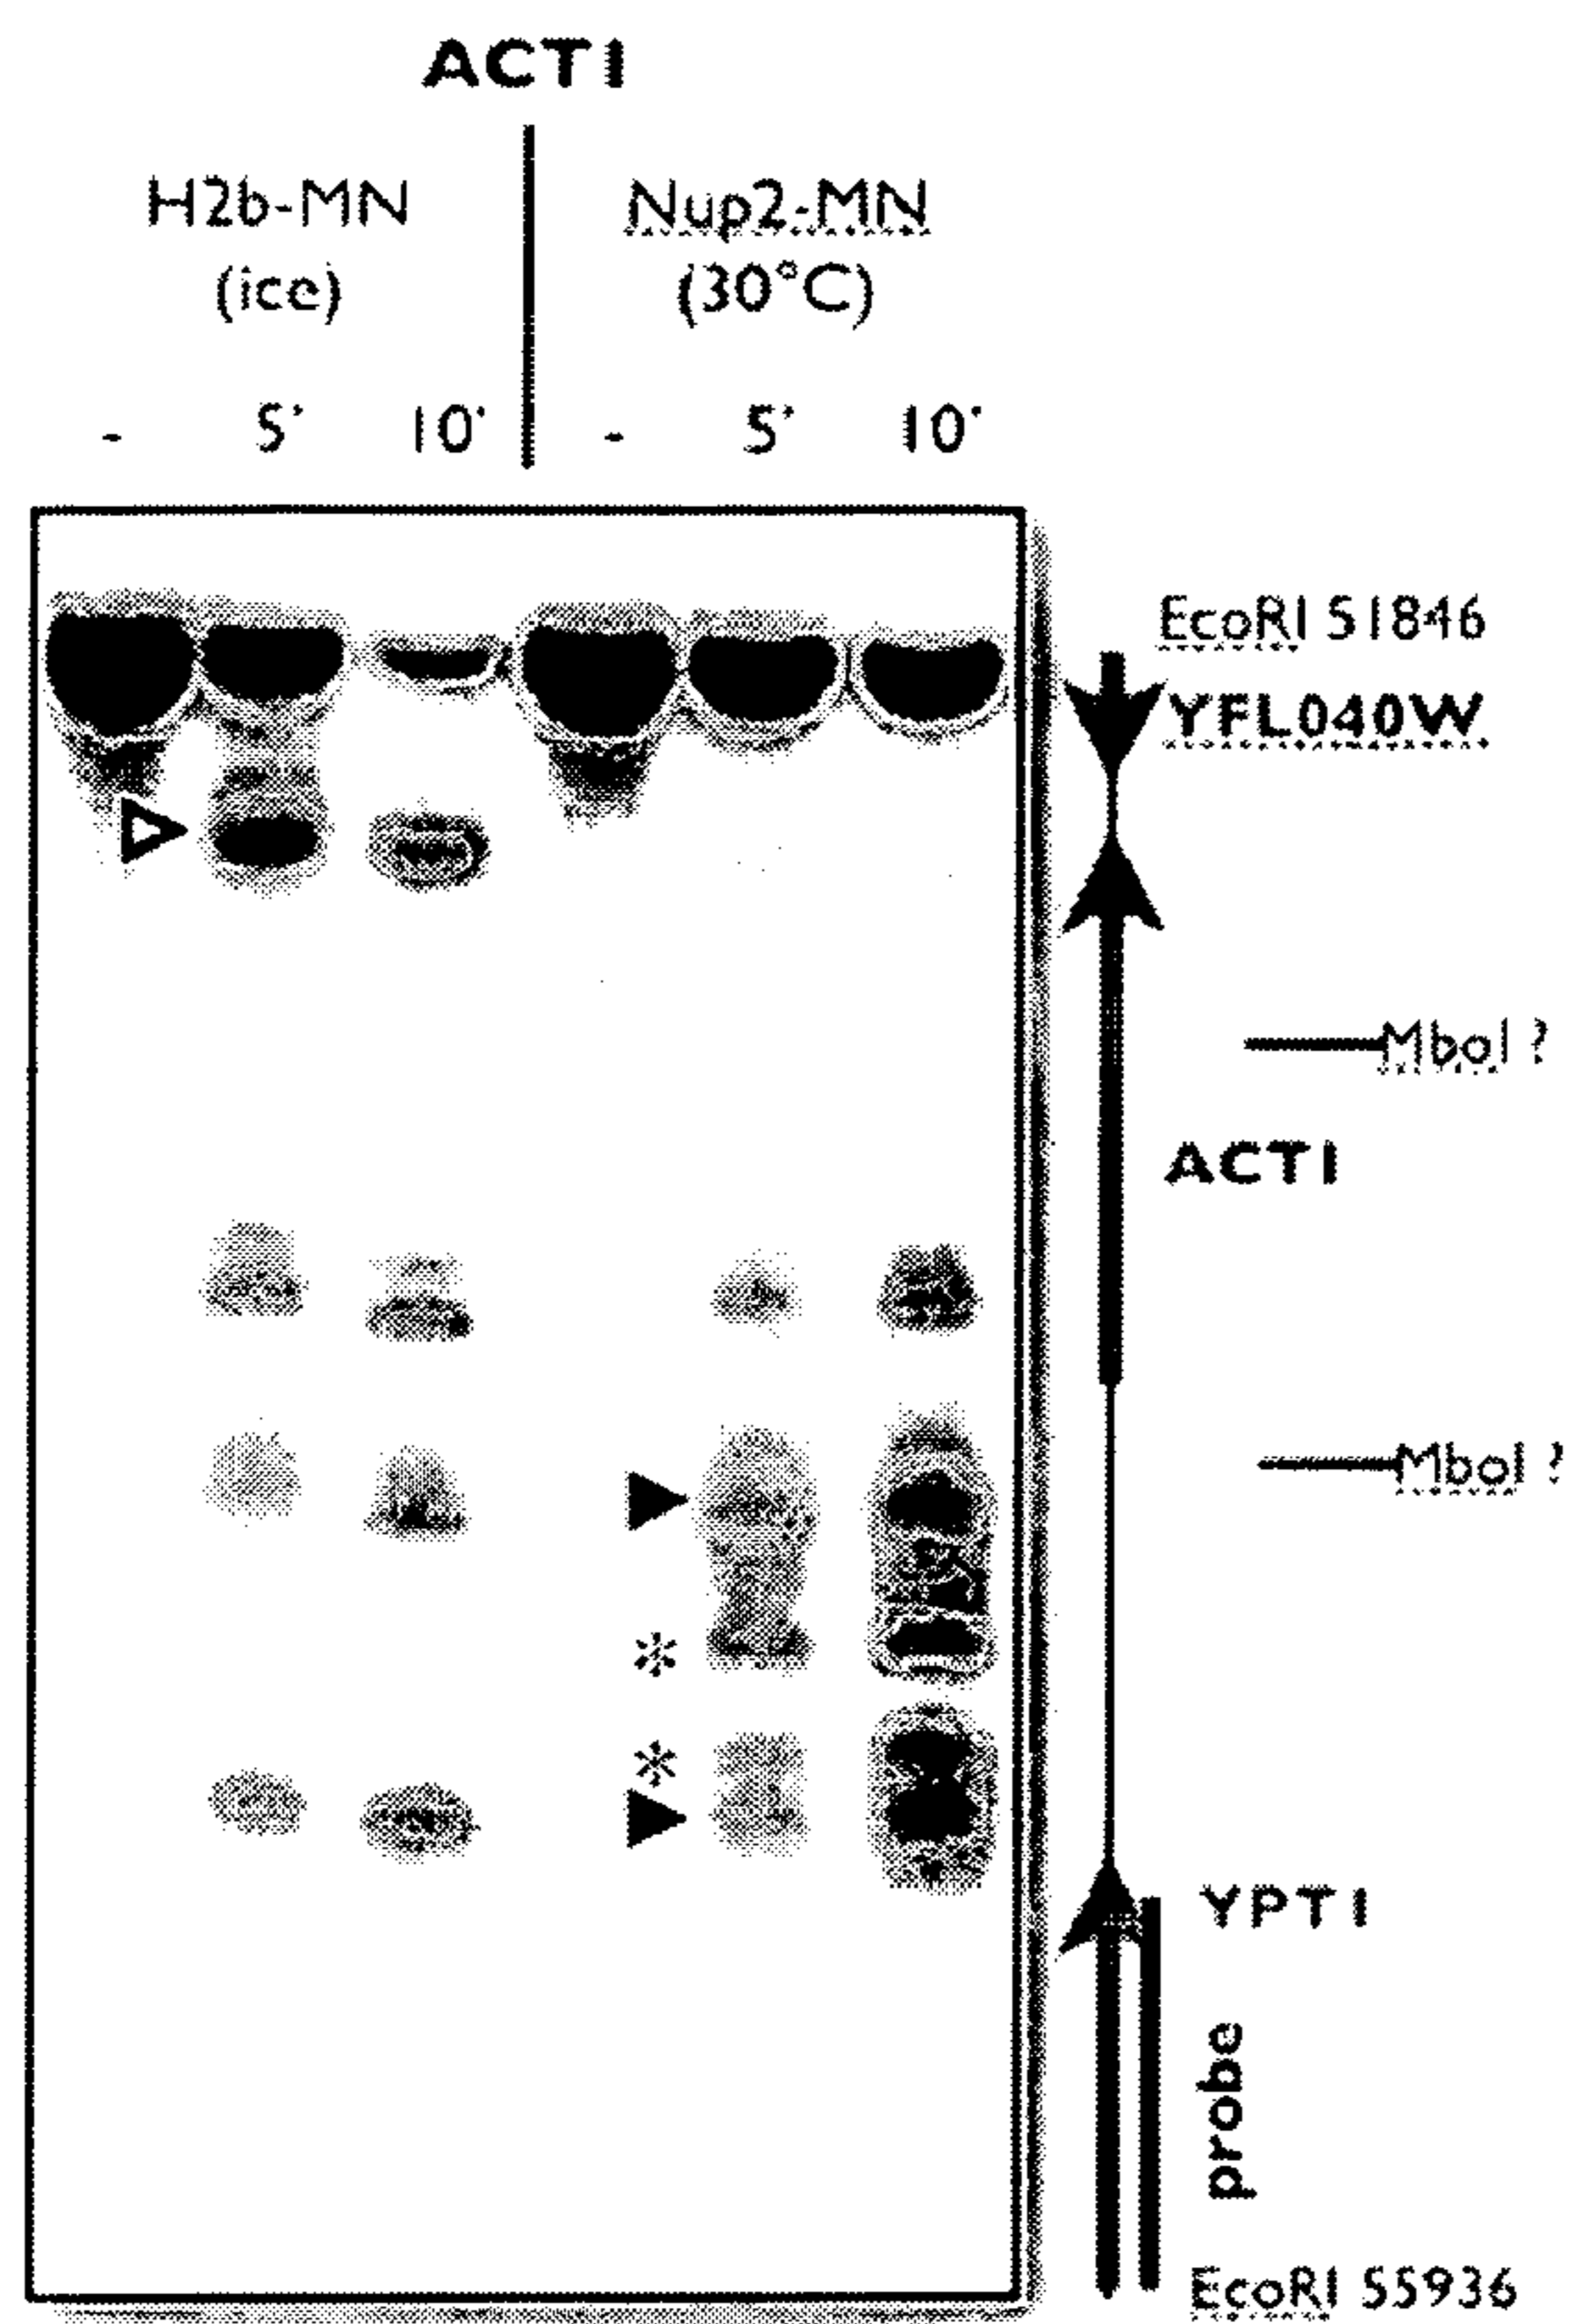 ACT1
H2b-MN Nup2-MN
(ice) (30°C)
- 5' 10' - 5' 10'
EcoRI 51846
YFL040W
MboI ?
ACT1
MboI ?
*
*
YPT1
probe
EcoRI 55936